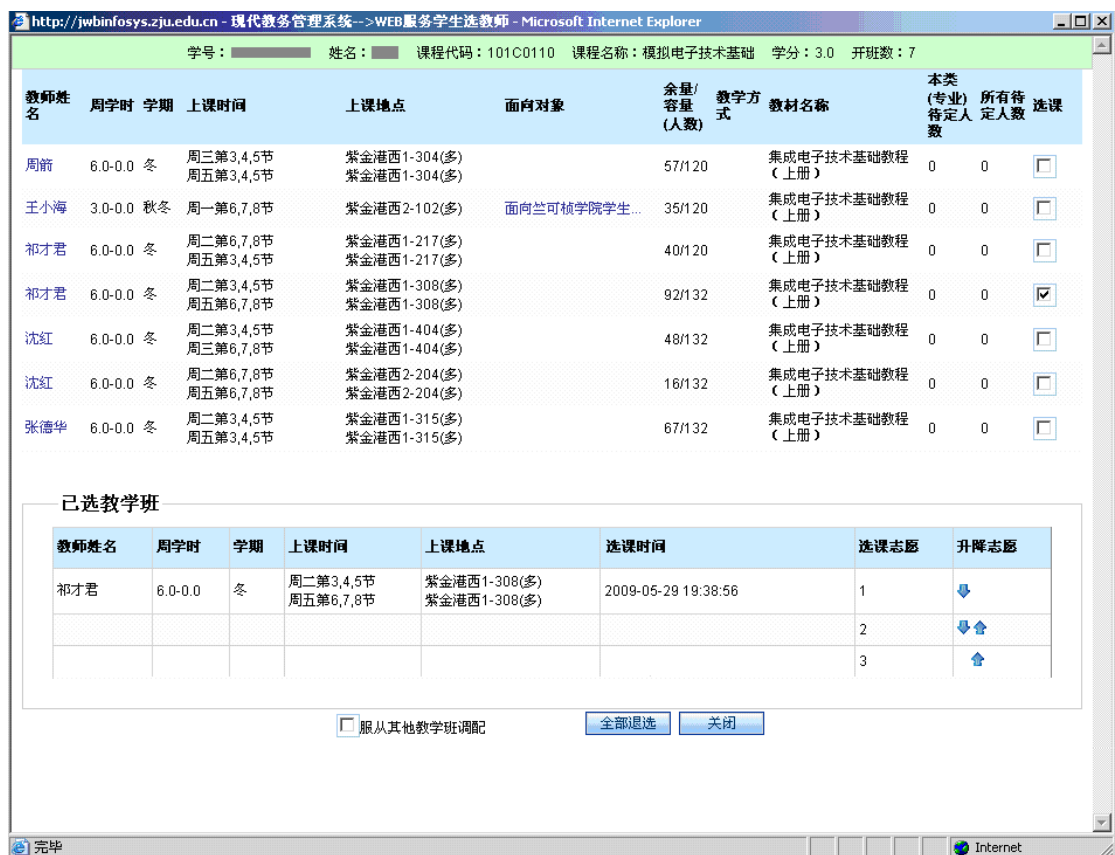 http://jwbinfosys.zju.edu.cn - 现代教务管理系统-->WEB服务学生选教师 - Microsoft Internet Explorer
学号： 姓名： 课程代码：101C0110 课程名称：模拟电子技术基础 学分：3.0 开班数：7
教师姓名 周学时 学期 上课时间 上课地点 面向对象 余量/容量(人数) 教学方式 教材名称 本类(专业)待定人数 所有待定人数 选课
周箭 6.0-0.0 冬 周三第3,4,5节 紫金港西1-304(多) 57/120 集成电子技术基础教程（上册） 0 0
周五第3,4,5节 紫金港西1-304(多)
王小海 3.0-0.0 秋冬 周一第6,7,8节 紫金港西2-102(多) 面向竺可桢学院学生... 35/120 集成电子技术基础教程（上册） 0 0
祁才君 6.0-0.0 冬 周二第6,7,8节 紫金港西1-217(多) 40/120 集成电子技术基础教程（上册） 0 0
周五第3,4,5节 紫金港西1-217(多)
祁才君 6.0-0.0 冬 周二第3,4,5节 紫金港西1-308(多) 92/132 集成电子技术基础教程（上册） 0 0
周五第6,7,8节 紫金港西1-308(多)
沈红 6.0-0.0 冬 周二第3,4,5节 紫金港西1-404(多) 48/132 集成电子技术基础教程（上册） 0 0
周三第6,7,8节 紫金港西1-404(多)
沈红 6.0-0.0 冬 周二第6,7,8节 紫金港西2-204(多) 16/132 集成电子技术基础教程（上册） 0 0
周五第6,7,8节 紫金港西2-204(多)
张德华 6.0-0.0 冬 周二第3,4,5节 紫金港西1-315(多) 67/132 集成电子技术基础教程（上册） 0 0
周五第3,4,5节 紫金港西1-315(多)
已选教学班
教师姓名 周学时 学期 上课时间 上课地点 选课时间 选课志愿 升降志愿
祁才君 6.0-0.0 冬 周二第3,4,5节 紫金港西1-308(多) 2009-05-29 19:38:56 1
周五第6,7,8节 紫金港西1-308(多)
2
3
服从其他教学班调配 全部退选 关闭
完毕 Internet